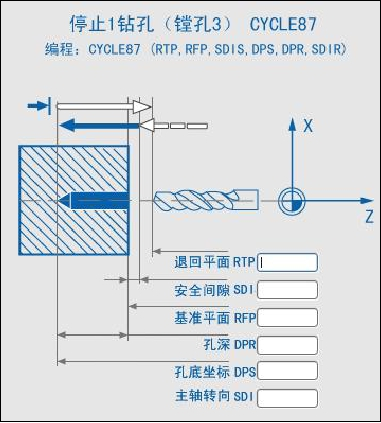 停止1钻孔（镗孔3） CYCLE87
编程：CYCLE87 (RTP,RFP,SDIS,DPS,DPR,SDIR)
X
Z
退回平面 RTP
安全间隙 SDI
基准平面 RFP
孔深 DPR
孔底坐标 DPS
主轴转向 SDI